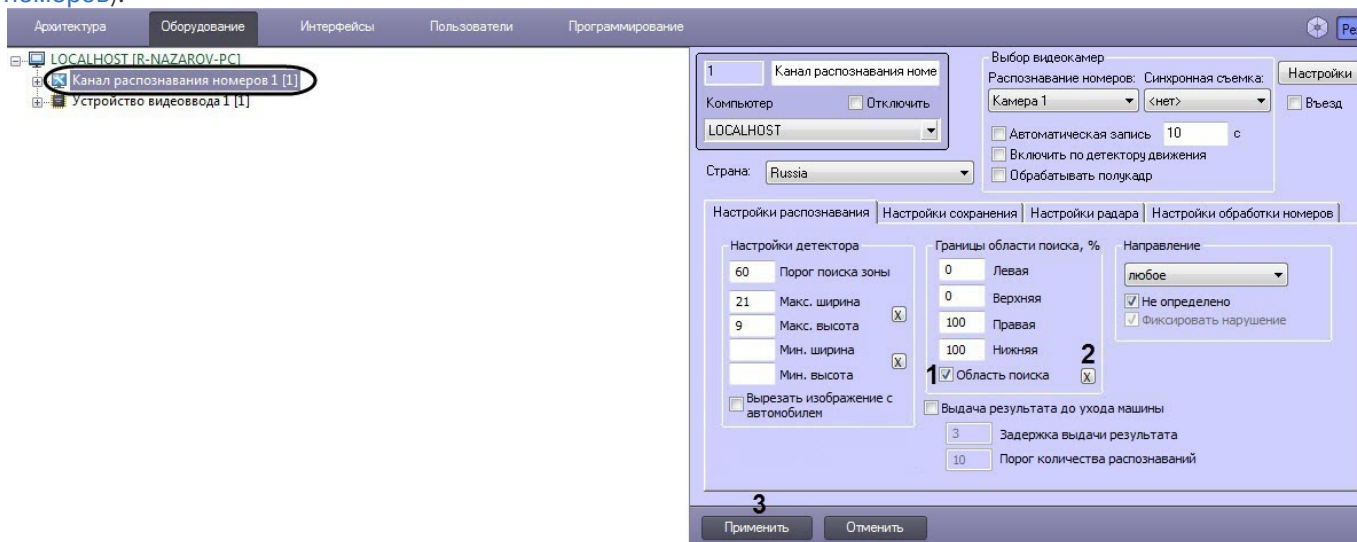 номеров).
Архитектура Оборудование Интерфейсы Пользователи Программирование
LOCALHOST [R-NAZAROV-PC]
Канал распознавания номеров 1 [1]
Устройство видеоввода 1 [1]
1 Канал распознавания номе
Компьютер Отключить
LOCALHOST
Страна: Russia
Выбор видеокамер
Распознавание номеров: Синхронная съемка:
Камера 1 <нет>
Автоматическая запись 10 с
Включить по детектору движения
Обрабатывать полукадр
Настройки
Въезд
Настройки распознавания Настройки сохранения Настройки радара Настройки обработки номеров
Настройки детектора
60 Порог поиска зоны
21 Макс. ширина
X
9 Макс. высота
Мин. ширина
X
Мин. высота
Вырезать изображение с
автомобилем
Границы области поиска, %
0 Левая
0 Верхняя
100 Правая
100 Нижняя
2
1 Область поиска X
Направление
любое
Не определено
Фиксировать нарушение
Выдача результата до ухода машины
3 Задержка выдачи результата
10 Порог количества распознаваний
3
Применить Отменить